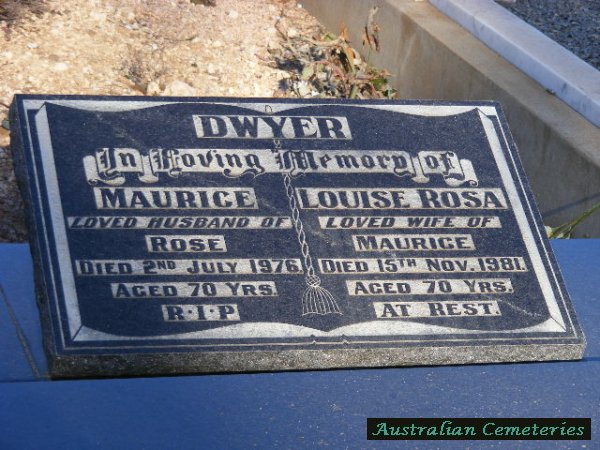 DWYER
In Loving Memory of
MAURICE
LOVED HUSBAND OF
ROSE
DIED 2ND JULY 1976.
AGED 70 YRS.
R·I·P
LOUISE ROSA
LOVED WIFE OF
MAURICE
DIED 15TH NOV. 1981.
AGED 70 YRS.
AT REST.
Australian Cemeteries